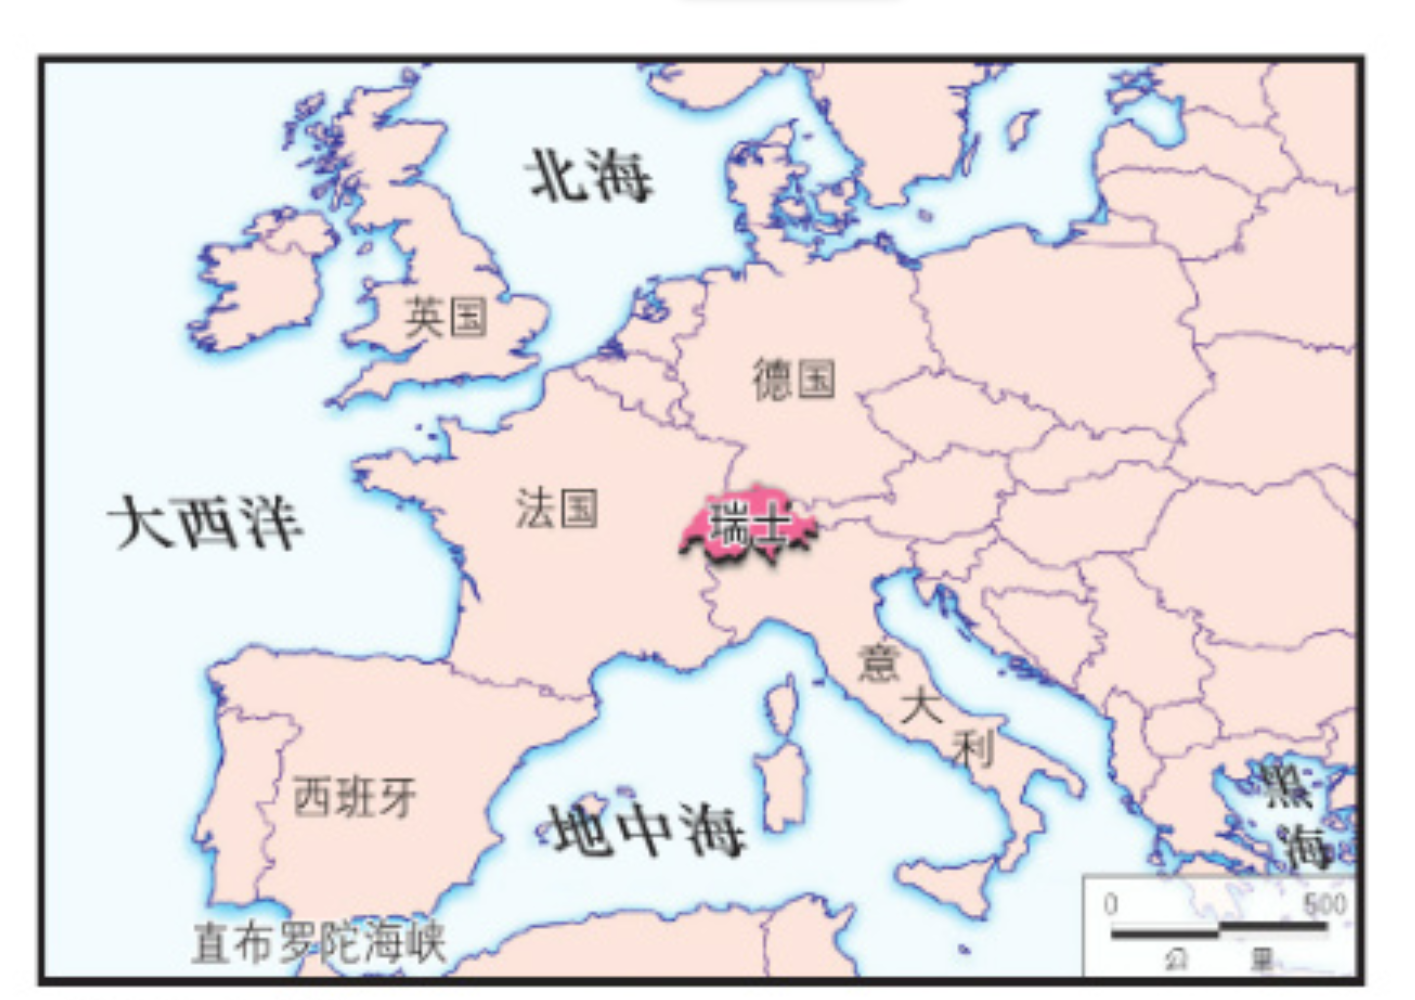 北海
英国
德国
大西洋
法国
瑞士
意大利
西班牙
地中海
黑海
直布罗陀海峡
0 500
公 里